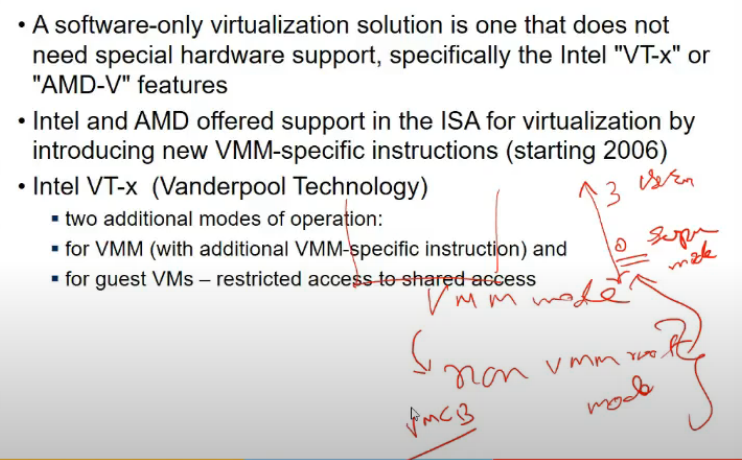 • A software-only virtualization solution is one that does not
need special hardware support, specifically the Intel "VT-x" or
"AMD-V" features
• Intel and AMD offered support in the ISA for virtualization by
introducing new VMM-specific instructions (starting 2006)
• Intel VT-x (Vanderpool Technology)
▪ two additional modes of operation:
▪ for VMM (with additional VMM-specific instruction) and
▪ for guest VMs – restricted access to shared access
3 user
0
mode
VMM mode
non VMM root
mode
VMCB